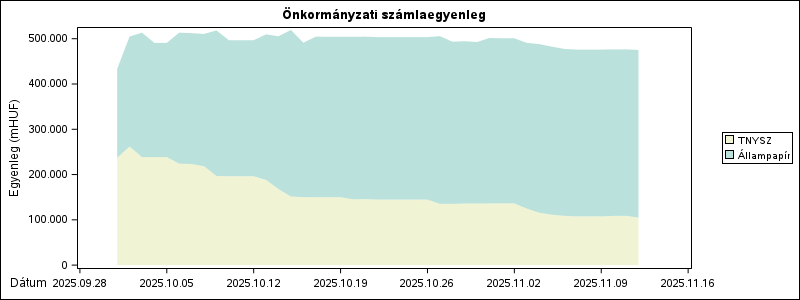 Önkormányzati számlaegyenleg
Egyenleg (mHUF)
500.000
400.000
300.000
200.000
100.000
0
TNYSZ
Állampapír
Dátum 2025.09.28 2025.10.05 2025.10.12 2025.10.19 2025.10.26 2025.11.02 2025.11.09 2025.11.16